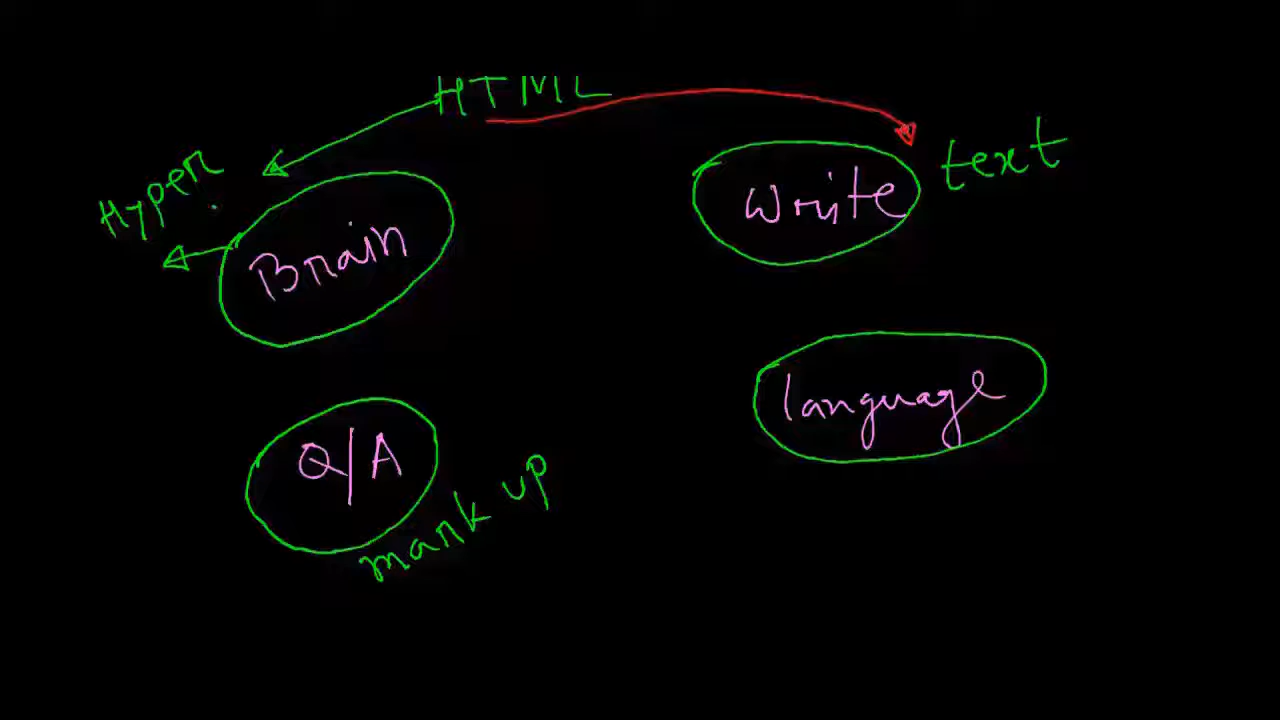 HTML
Hyper
text
Brain
Write
Q/A
language
mark up